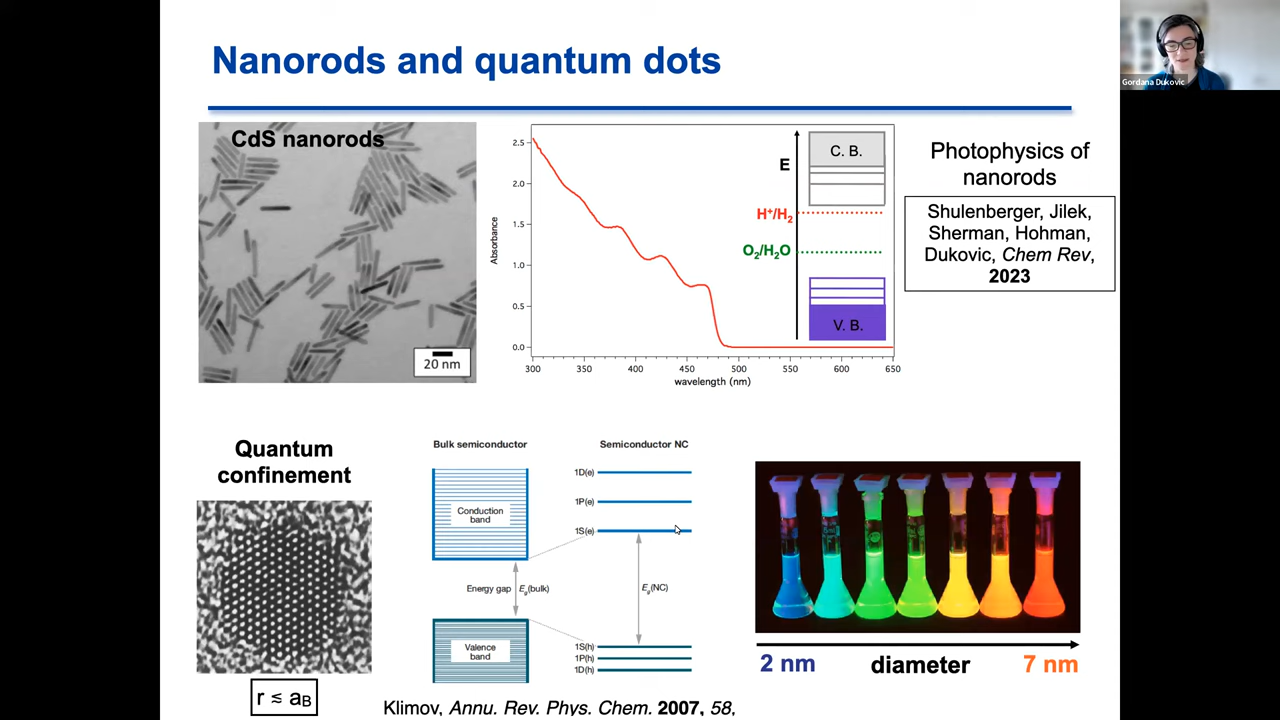 Nanorods and quantum dots
Gordana Dukovic
CdS nanorods
20 nm
2.5
2.0
1.5
1.0
0.5
0.0
Absorbance
300 350 400 450 500 550 600 650
wavelength (nm)
E
C. B.
H⁺/H₂
O₂/H₂O
V. B.
Photophysics of
nanorods
Shulenberger, Jilek,
Sherman, Hohman,
Dukovic, Chem Rev,
2023
Quantum
confinement
r ≲ aB
Bulk semiconductor
Conduction
band
Energy gap
Eg(bulk)
Valence
band
Semiconductor NC
1D(e)
1P(e)
1S(e)
Eg(NC)
1S(h)
1P(h)
1D(h)
2 nm diameter 7 nm
Klimov, Annu. Rev. Phys. Chem. 2007, 58,